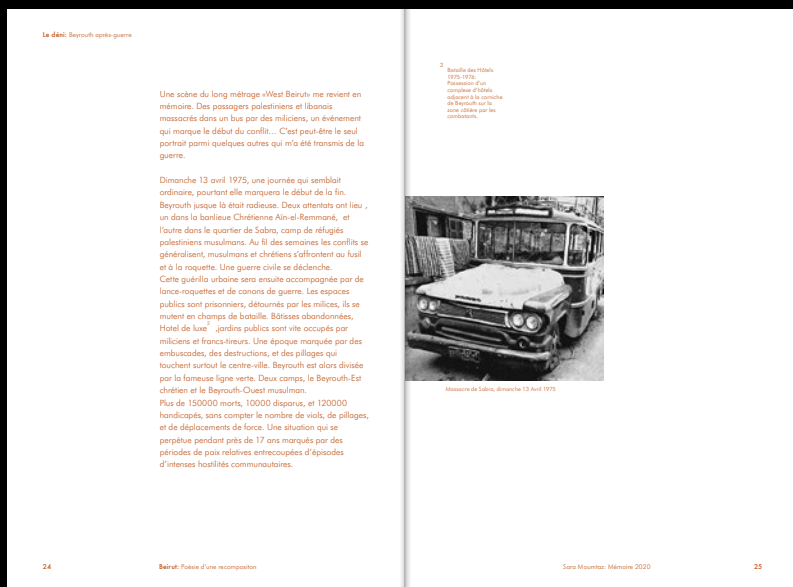 Le déni: Beyrouth après-guerre
Une scène du long métrage «West Beirut» me revient en
mémoire. Des passagers palestiniens et libanais
massacrés dans un bus par des miliciens, un événement
qui marque le début du conflit... C'est peut-être le seul
portrait parmi quelques autres qui m'a été transmis de la
guerre.
Dimanche 13 avril 1975, une journée qui semblait
ordinaire, pourtant elle marquera le début de la fin.
Beyrouth jusque là était radieuse. Deux attentats ont lieu ,
un dans la banlieue Chrétienne Aïn-el-Remmané, et
l'autre dans le quartier de Sabra, camp de réfugiés
palestiniens musulmans. Au fil des semaines les conflits se
généralisent, musulmans et chrétiens s'affrontent au fusil
et à la roquette. Une guerre civile se déclenche.
Cette guérilla urbaine sera ensuite accompagnée par de
lance-roquettes et de canons de guerre. Les espaces
publics sont prisonniers, détournés par les milices, ils se
mutent en champs de bataille. Bâtisses abandonnées,
Hotel de luxe2 ,jardins publics sont vite occupés par
miliciens et francs-tireurs. Une époque marquée par des
embuscades, des destructions, et des pillages qui
touchent surtout le centre-ville. Beyrouth est alors divisée
par la fameuse ligne verte. Deux camps, le Beyrouth-Est
chrétien et le Beyrouth-Ouest musulman.
Plus de 150000 morts, 10000 disparus, et 120000
handicapés, sans compter le nombre de viols, de pillages,
et de déplacements de force. Une situation qui se
perpétue pendant près de 17 ans marqués par des
périodes de paix relatives entrecoupées d'épisodes
d'intenses hostilités communautaires.
24
Beirut: Poésie d'une recompositon
2
Bataille des Hôtels
1975-1976:
Possession d'un
complexe d'hôtels
adjacent à la corniche
de Beyrouth sur la
zone côtière par les
combatants.
Massacre de Sabra, dimanche 13 Avril 1975
Sara Moumtaz: Mémoire 2020
25